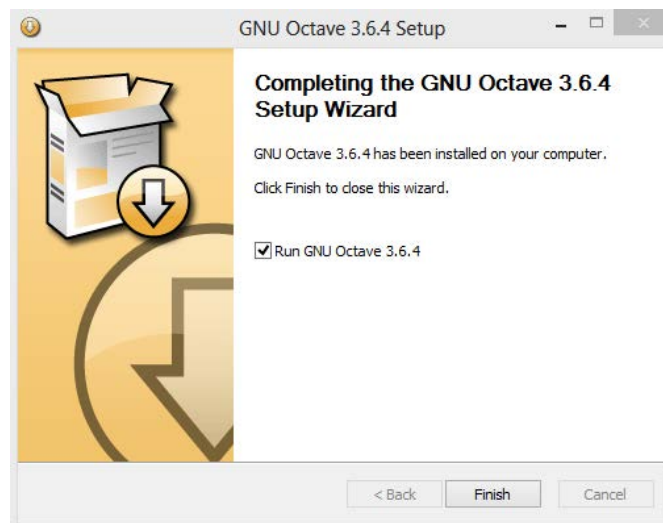 GNU Octave 3.6.4 Setup
Completing the GNU Octave 3.6.4
Setup Wizard
GNU Octave 3.6.4 has been installed on your computer.
Click Finish to close this wizard.
Run GNU Octave 3.6.4
< Back Finish Cancel